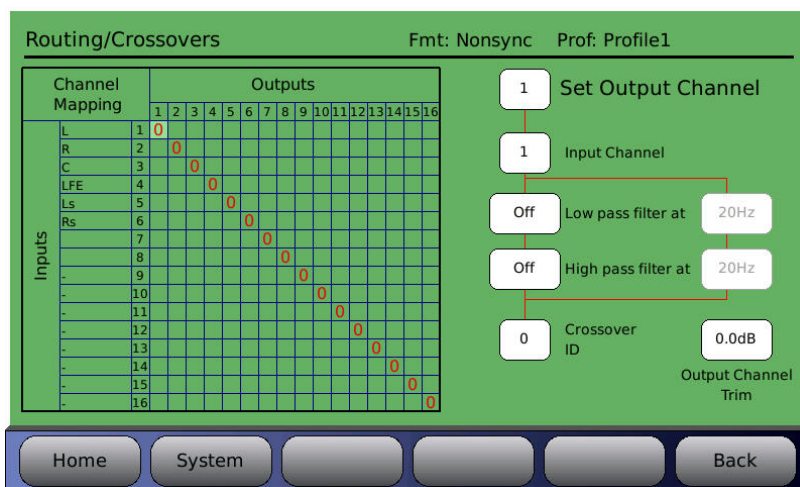 Routing/Crossovers Fmt: Nonsync Prof: Profile1
Channel Mapping
Outputs
1 2 3 4 5 6 7 8 9 10 11 12 13 14 15 16
Inputs
L 1 0
R 2 0
C 3 0
LFE 4 0
Ls 5 0
Rs 6 0
7 0
8 0
- 9 0
- 10 0
- 11 0
- 12 0
- 13 0
- 14 0
- 15 0
- 16 0
1 Set Output Channel
1 Input Channel
Off Low pass filter at 20Hz
Off High pass filter at 20Hz
0 Crossover ID
0.0dB
Output Channel Trim
Home System Back